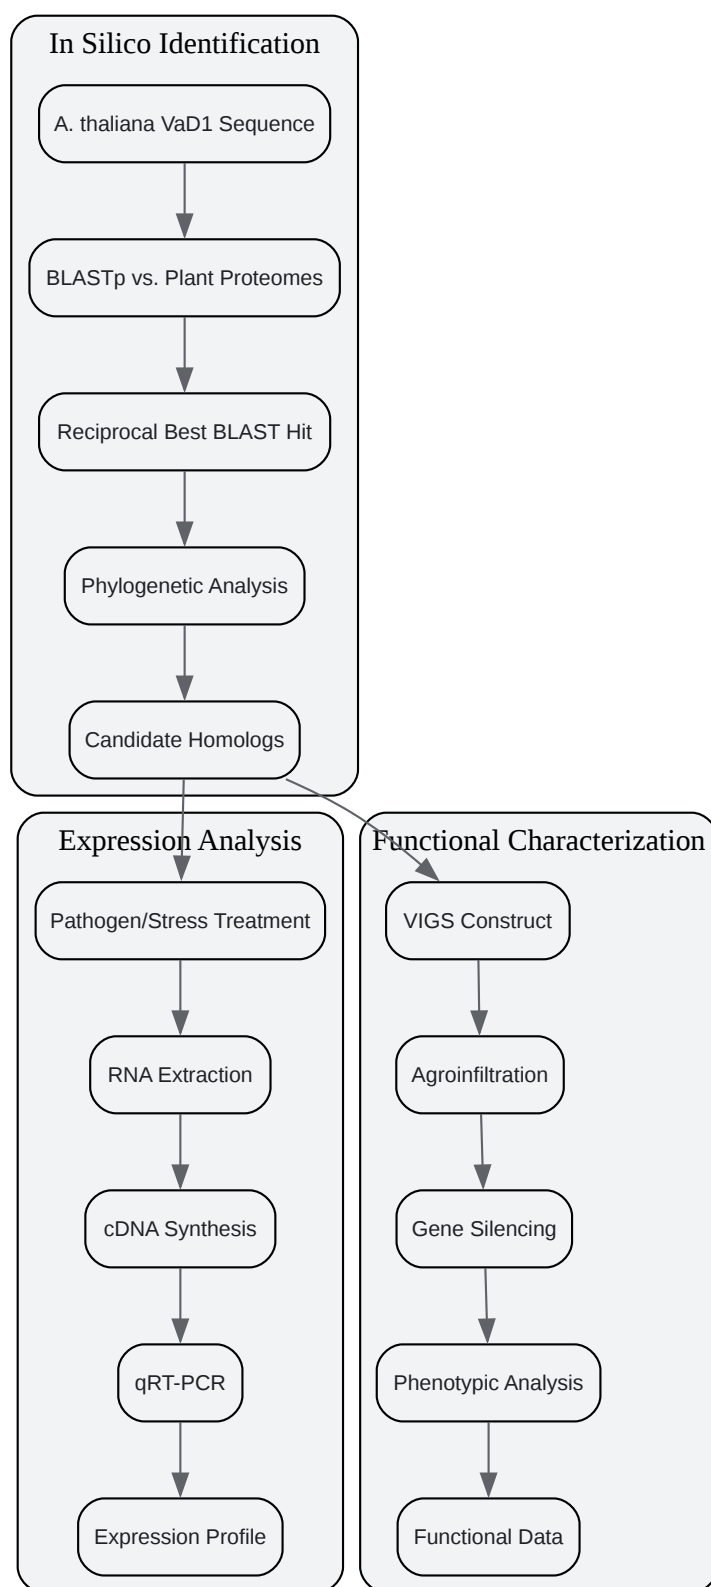 In Silico Identification
A. thaliana VaD1 Sequence
BLASTp vs. Plant Proteomes
Reciprocal Best BLAST Hit
Phylogenetic Analysis
Candidate Homologs
Expression Analysis
Pathogen/Stress Treatment
RNA Extraction
cDNA Synthesis
qRT-PCR
Expression Profile
Functional Characterization
VIGS Construct
Agroinfiltration
Gene Silencing
Phenotypic Analysis
Functional Data